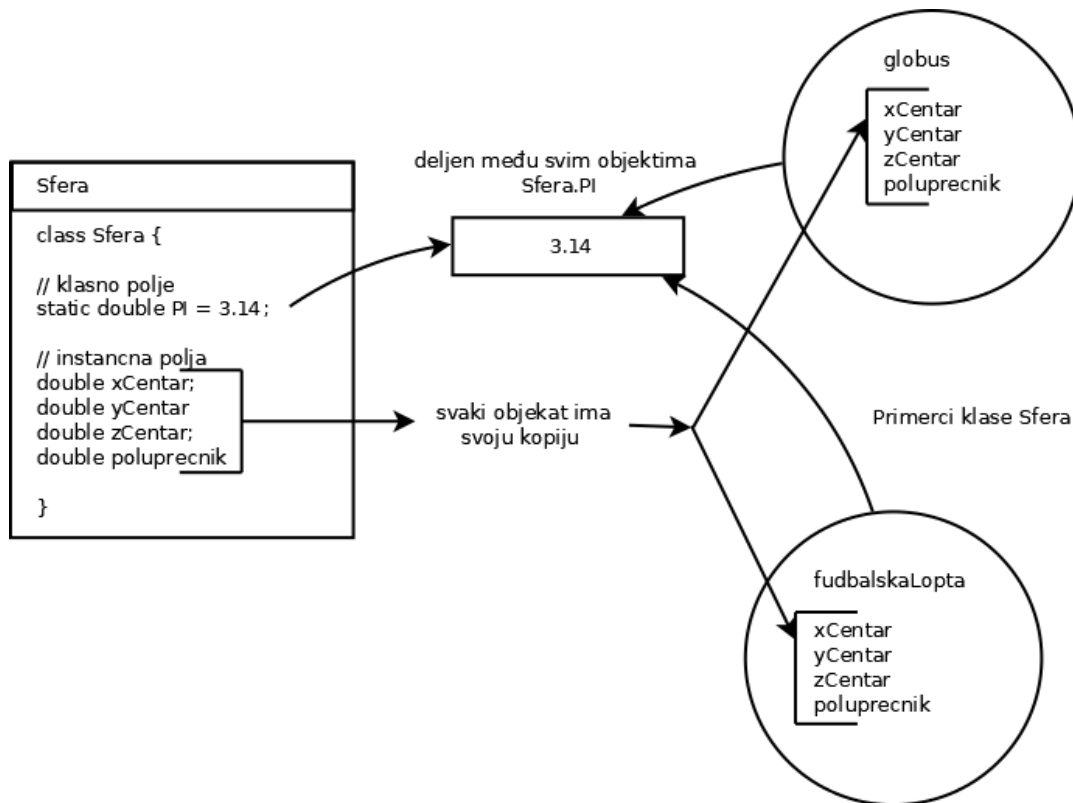 Sfera
class Sfera {
// klasno polje
static double PI = 3.14;
// instancna polja
double xCentar;
double yCentar
double zCentar;
double poluprecnik
}
deljen među svim objektima
Sfera.PI
3.14
svaki objekat ima
svoju kopiju
globus
xCentar
yCentar
zCentar
poluprecnik
Primerci klase Sfera
fudbalskaLopta
xCentar
yCentar
zCentar
poluprecnik